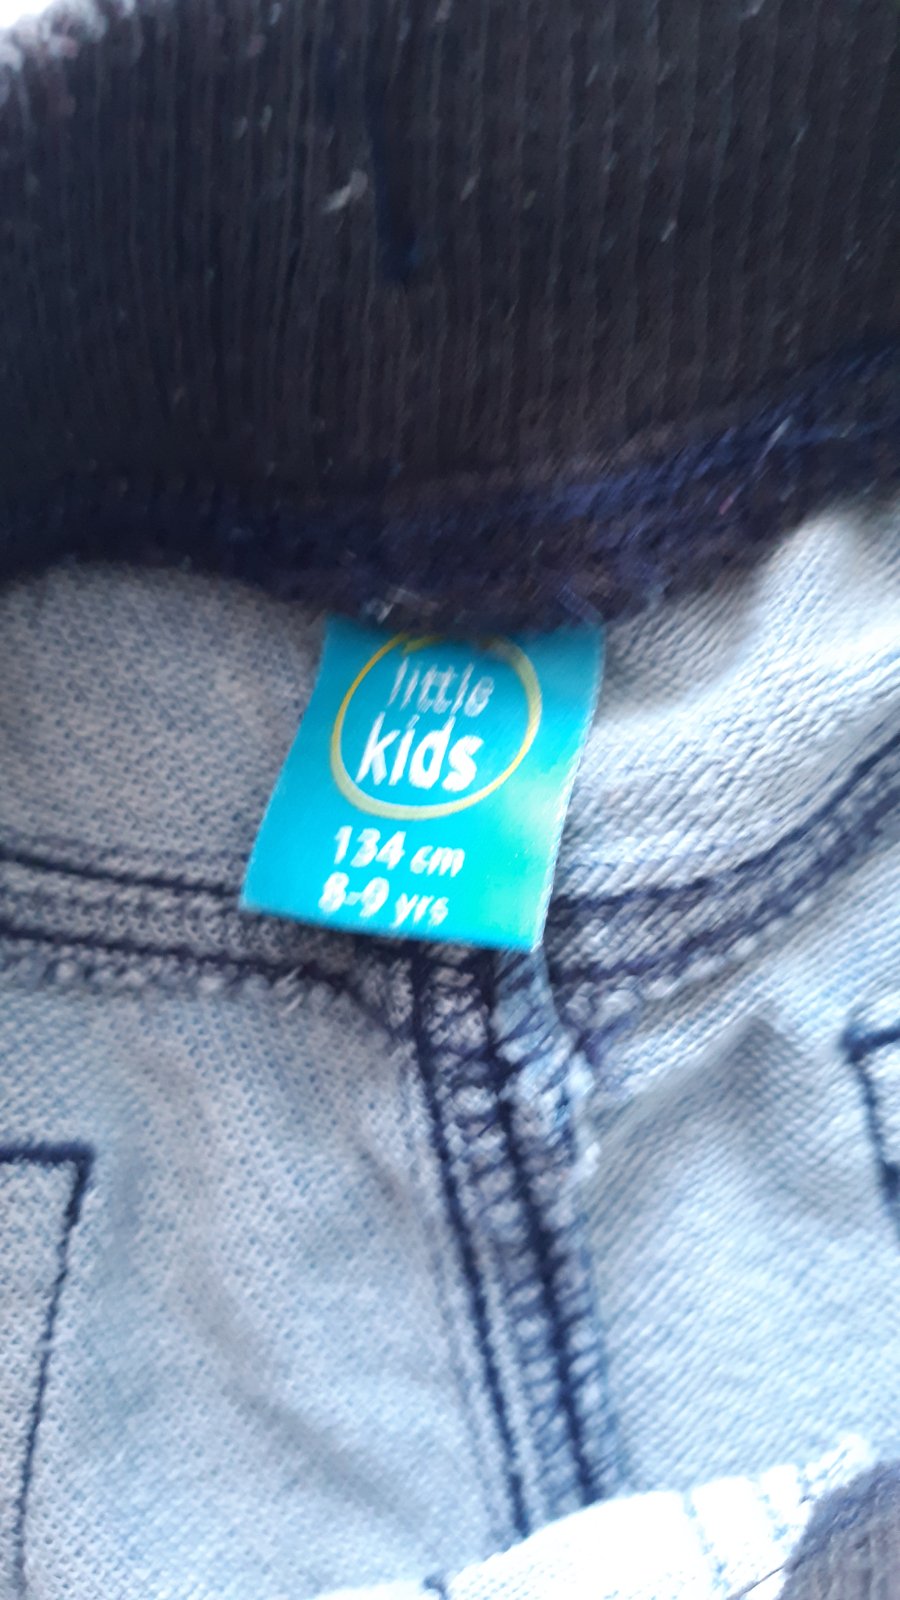 little
kids
134 cm
8-9 yrs